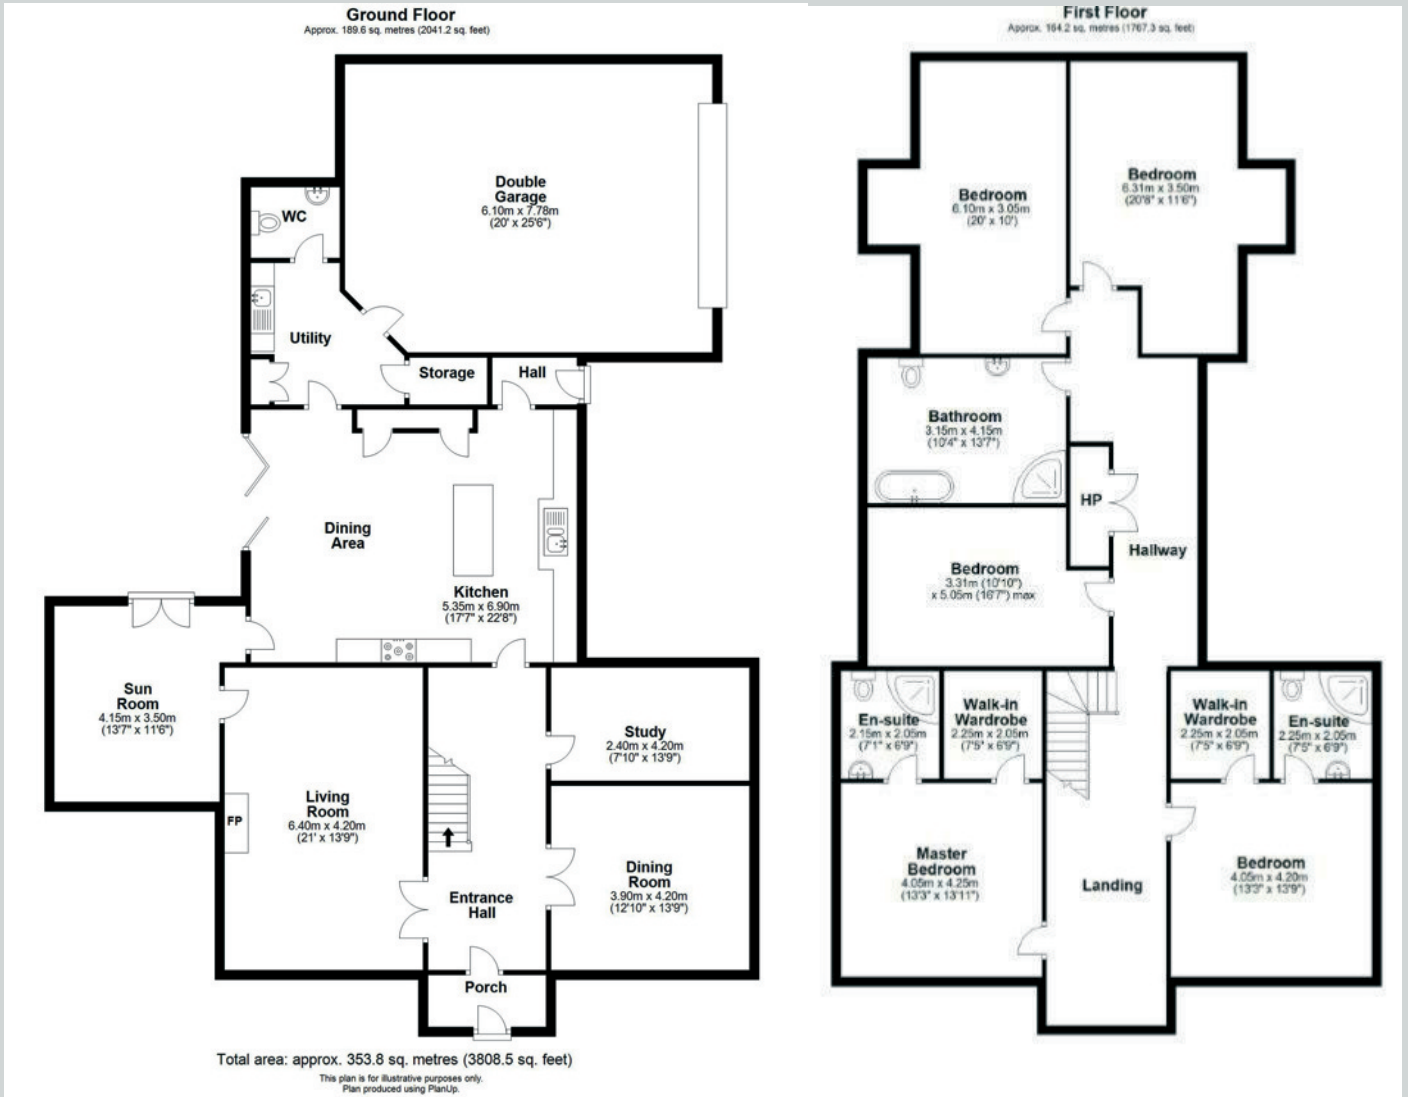 Ground Floor
Approx. 189.6 sq. metres (2041.2 sq. feet)
Double
Garage
6.10m x 7.78m
(20' x 25'6")
WC
Utility
Storage
Hall
Dining
Area
Kitchen
5.35m x 6.90m
(17'7" x 22'8")
Sun
Room
4.15m x 3.50m
(13'7" x 11'6")
Study
2.40m x 4.20m
(7'10" x 13'9")
Living
Room
6.40m x 4.20m
(21' x 13'9")
FP
Dining
Room
3.90m x 4.20m
(12'10" x 13'9")
Entrance
Hall
Porch
Total area: approx. 353.8 sq. metres (3808.5 sq. feet)
This plan is for illustrative purposes only.
Plan produced using PlanUp.
First Floor
Approx. 164.2 sq. metres (1767.3 sq. feet)
Bedroom
6.10m x 3.05m
(20' x 10')
Bedroom
6.31m x 3.50m
(20'8" x 11'6")
Bathroom
3.15m x 4.15m
(10'4" x 13'7")
HP
Hallway
Bedroom
3.31m (10'10")
x 5.05m (16'7") max
En-suite
2.15m x 2.05m
(7'1" x 6'9")
Walk-in
Wardrobe
2.25m x 2.05m
(7'5" x 6'9")
Walk-in
Wardrobe
2.25m x 2.05m
(7'5" x 6'9")
En-suite
2.25m x 2.05m
(7'5" x 6'9")
Master
Bedroom
4.05m x 4.25m
(13'3" x 13'11")
Landing
Bedroom
4.05m x 4.20m
(13'3" x 13'9")